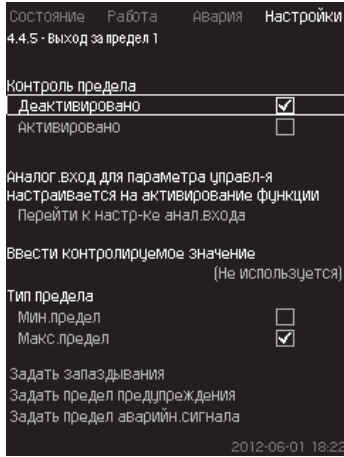 Состояние Работа Авария Настройки
4.4.5 - Выход за предел 1
Контроль предела
Деактивировано
Активировано
Аналог.вход для параметра управл-я
настраивается на активирование функции
Перейти к настр-ке анал.входа
Ввести контролируемое значение
(Не используется)
Тип предела
Мин.предел
Макс.предел
Задать запаздывания
Задать предел предупреждения
Задать предел аварийн.сигнала
2012-06-01 18:22